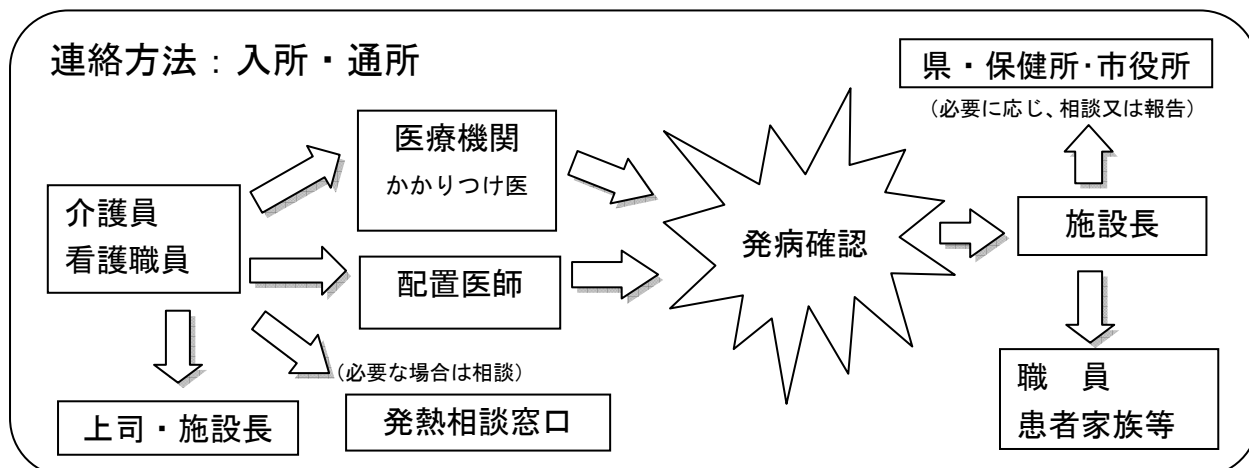 連絡方法：入所・通所
県・保健所・市役所
（必要に応じ、相談又は報告）
医療機関
かかりつけ医
介護員
看護職員
発病確認
施設長
配置医師
（必要な場合は相談）
上司・施設長
発熱相談窓口
職　員
患者家族等